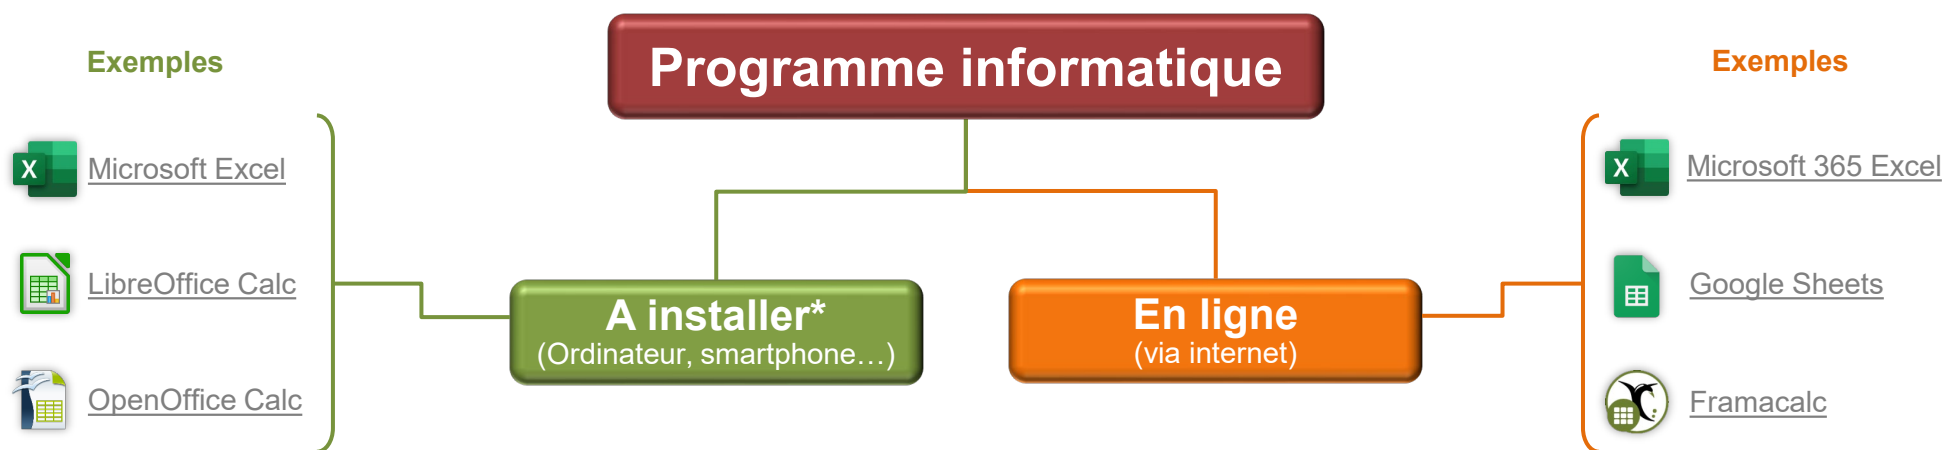 Programme informatique
Exemples
Microsoft Excel
LibreOffice Calc
OpenOffice Calc
A installer*
(Ordinateur, smartphone…)
En ligne
(via internet)
Exemples
Microsoft 365 Excel
Google Sheets
Framacalc